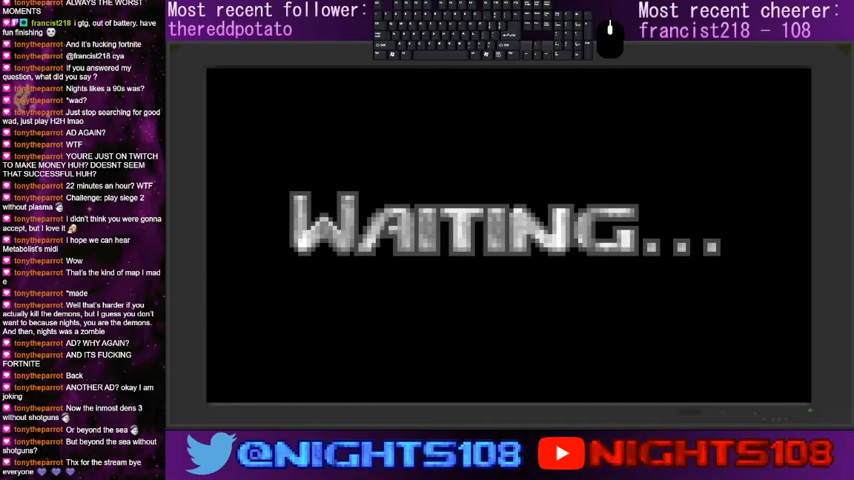 ALWAYS THE WORST
MOMENTS
francist218 i gtg, out of battery, have
fun finishing
tonytheparrot And it's fucking fortnite
tonytheparrot @francist218 cya
tonytheparrot If you answered my
question, what did you say ?
tonytheparrot Nights likes a 90s was?
tonytheparrot *wad?
tonytheparrot Just stop searching for good
wad, just play H2H lmao
tonytheparrot AD AGAIN?
tonytheparrot WTF
tonytheparrot YOURE JUST ON TWITCH
TO MAKE MONEY HUH? DOESNT SEEM
THAT SUCCESSFUL HUH?
tonytheparrot 22 minutes an hour? WTF
tonytheparrot Challenge: play siege 2
without plasma
tonytheparrot I didn't think you were gonna
accept, but I love it
tonytheparrot I hope we can hear
Metabolist's midi
tonytheparrot Wow
tonytheparrot That's the kind of map I mad
e
tonytheparrot *made
tonytheparrot Well that's harder if you
actually kill the demons, but I guess you don't
want to because nights, you are the demons.
And then, nights was a zombie
tonytheparrot AD? WHY AGAIN?
tonytheparrot AND ITS FUCKING
FORTNITE
tonytheparrot Back
tonytheparrot ANOTHER AD? okay I am
joking
tonytheparrot Now the inmost dens 3
without shotguns
tonytheparrot Or beyond the sea
tonytheparrot But beyond the sea without
shotguns?
tonytheparrot Thx for the stream bye
everyone
Most recent follower:
thereddpotato
Most recent cheerer:
francist218 - 108
WAITING...
@NIGHTS108
NIGHTS108